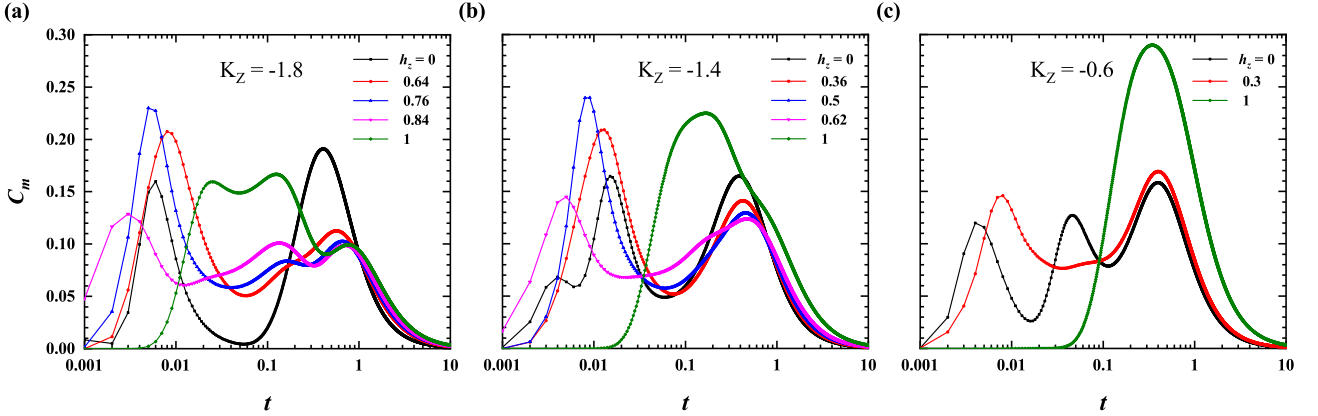 (a)
C_m
0.30
0.25
0.20
0.15
0.10
0.05
0.00
K_Z = -1.8
h_z = 0
0.64
0.76
0.84
1
0.001 0.01 0.1 1 10
t
(b)
K_Z = -1.4
h_z = 0
0.36
0.5
0.62
1
0.001 0.01 0.1 1 10
t
(c)
K_Z = -0.6
h_z = 0
0.3
1
0.001 0.01 0.1 1 10
t